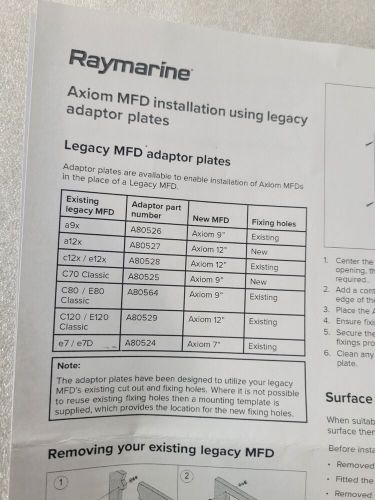 Raymarine
Axiom MFD installation using legacy
adaptor plates
Legacy MFD adaptor plates
Adaptor plates are available to enable installation of Axiom MFDs
in the place of a Legacy MFD.
Existing legacy MFD Adaptor part number New MFD Fixing holes
a9x A80526 Axiom 9" Existing
a12x A80527 Axiom 12" New
c12x / e12x A80528 Axiom 12" Existing
C70 Classic A80525 Axiom 9" New
C80 / E80 Classic A80564 Axiom 9" Existing
C120 / E120 Classic A80529 Axiom 12" Existing
e7 / e7D A80524 Axiom 7" Existing
Note:
The adaptor plates have been designed to utilize your legacy
MFD's existing cut out and fixing holes. Where it is not possible
to reuse existing fixing holes then a mounting template is
supplied, which provides the location for the new fixing holes.
Removing your existing legacy MFD
1
2
1. Center the
opening, th
required..
2. Add a cont
edge of the
3. Place the A
4. Ensure fixi
5. Secure the
fixings pro
6. Clean any
plate.
Surface
When suitab
surface then
Before insta
• Removed
• Fitted the
• Removed